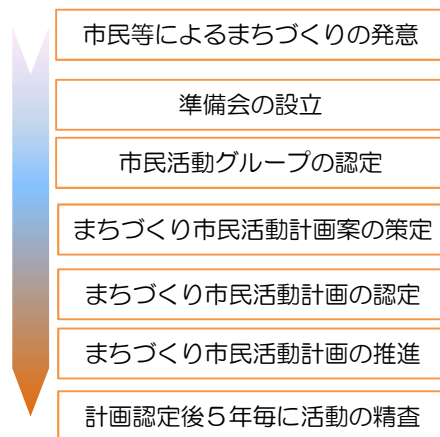 市民等によるまちづくりの発意
準備会の設立
市民活動グループの認定
まちづくり市民活動計画案の策定
まちづくり市民活動計画の認定
まちづくり市民活動計画の推進
計画認定後５年毎に活動の精査